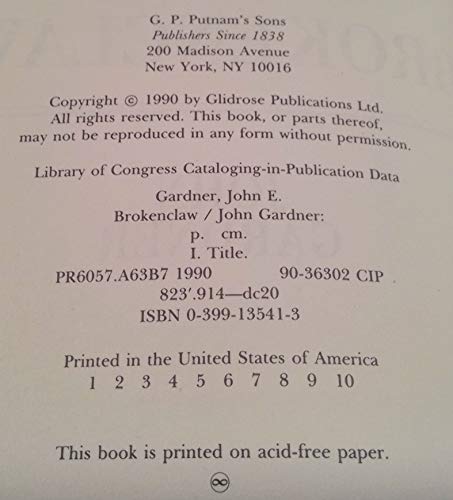 G. P. Putnam's Sons
Publishers Since 1838
200 Madison Avenue
New York, NY 10016
Copyright © 1990 by Glidrose Publications Ltd.
All rights reserved. This book, or parts thereof,
may not be reproduced in any form without permission.
Library of Congress Cataloging-in-Publication Data
Gardner, John E.
Brokenclaw / John Gardner:
p. cm.
I. Title.
PR6057.A63B7 1990 90-36302 CIP
823'.914—dc20
ISBN 0-399-13541-3
Printed in the United States of America
1 2 3 4 5 6 7 8 9 10
This book is printed on acid-free paper.
♾